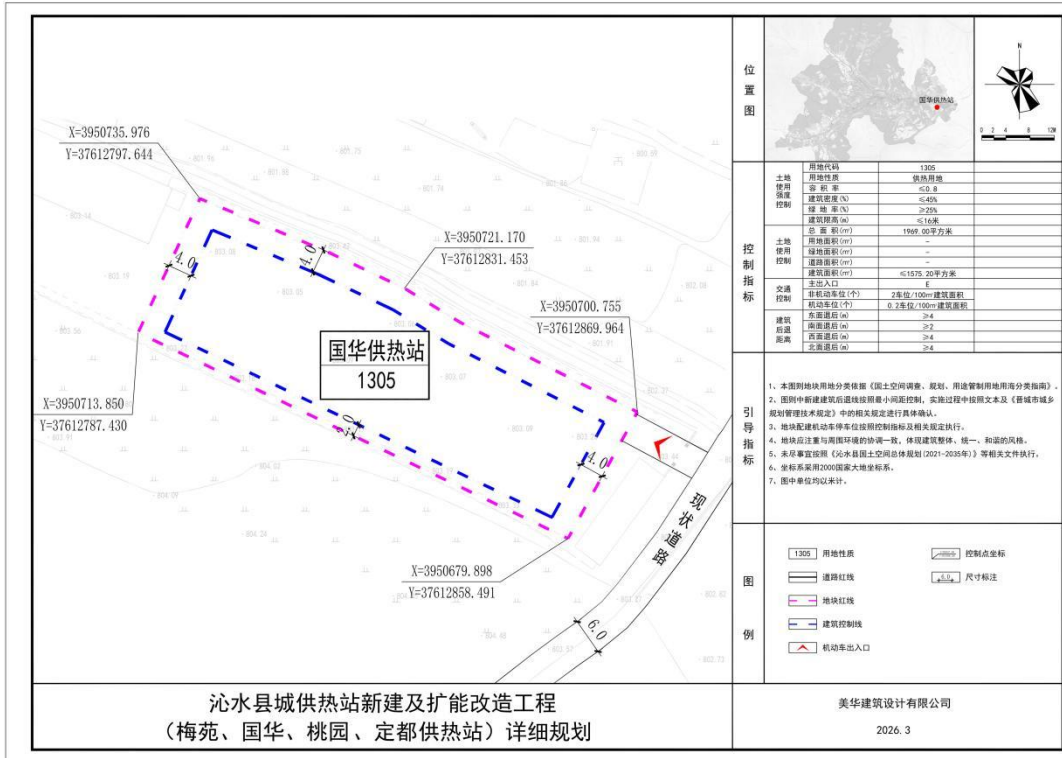 X=3950735.976
Y=37612797.644
X=3950721.170
Y=37612831.453
X=3950700.755
Y=37612869.964
X=3950713.850
Y=37612787.430
X=3950679.898
Y=37612858.491
4.0
4.0
4.0
6.0
国华供热站
1305
现状道路
沁水县城供热站新建及扩能改造工程
（梅苑、国华、桃园、定都供热站）详细规划
位置图
国华供热站
N
0 2 4 8 12M
控制指标
土地使用强度控制
用地代码 1305
用地性质 供热用地
容积率 ≤0.8
建筑密度(%) ≤45%
绿地率(%) ≥25%
建筑限高(m) ≤16米
土地使用控制
总面积(㎡) 1969.00平方米
用地面积(㎡) -
绿地面积(㎡) -
道路面积(㎡) -
建筑面积(㎡) ≤1575.20平方米
交通控制
主出入口 E
非机动车位(个) 2车位/100㎡建筑面积
机动车位(个) 0.2车位/100㎡建筑面积
建筑后退距离
东面退后(m) ≥4
南面退后(m) ≥2
西面退后(m) ≥4
北面退后(m) ≥4
引导指标
1、本图则地块用地分类依据《国土空间调查、规划、用途管制用地用海分类指南》。
2、图则中新建建筑后退线按照最小间距控制，实施过程中按照文本及《晋城市城乡
规划管理技术规定》中的相关规定进行具体确认。
3、地块配建机动车停车位按照控制指标及相关规定执行。
4、地块应注重与周围环境的协调一致，体现建筑整体、统一、和谐的风格。
5、未尽事宜按照《沁水县国土空间总体规划(2021-2035年)》等相关文件执行。
6、坐标系采用2000国家大地坐标系。
7、图中单位均以米计。
图例
1305 用地性质
控制点坐标
道路红线
6.0 尺寸标注
地块红线
建筑控制线
机动车出入口
美华建筑设计有限公司
2026.3